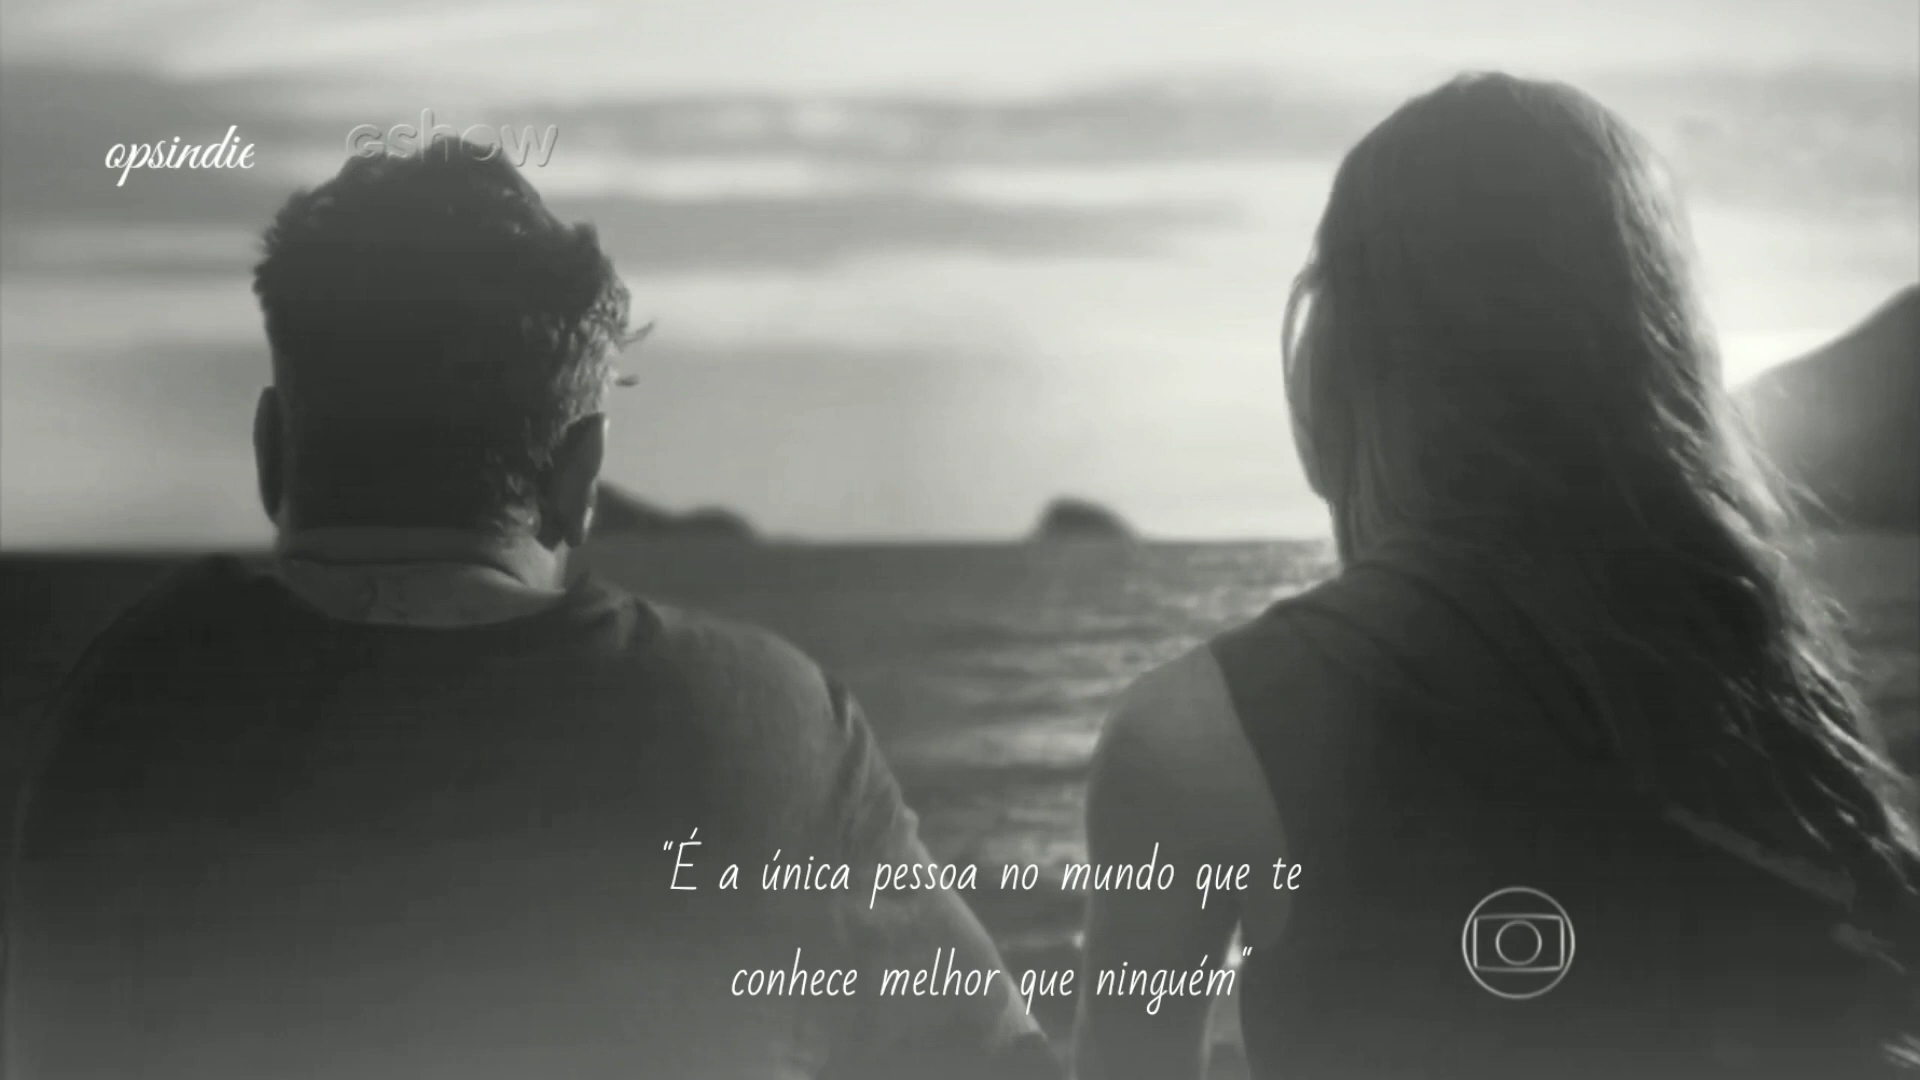 opsindie
gshow
"É a única pessoa no mundo que te
conhece melhor que ninguém"